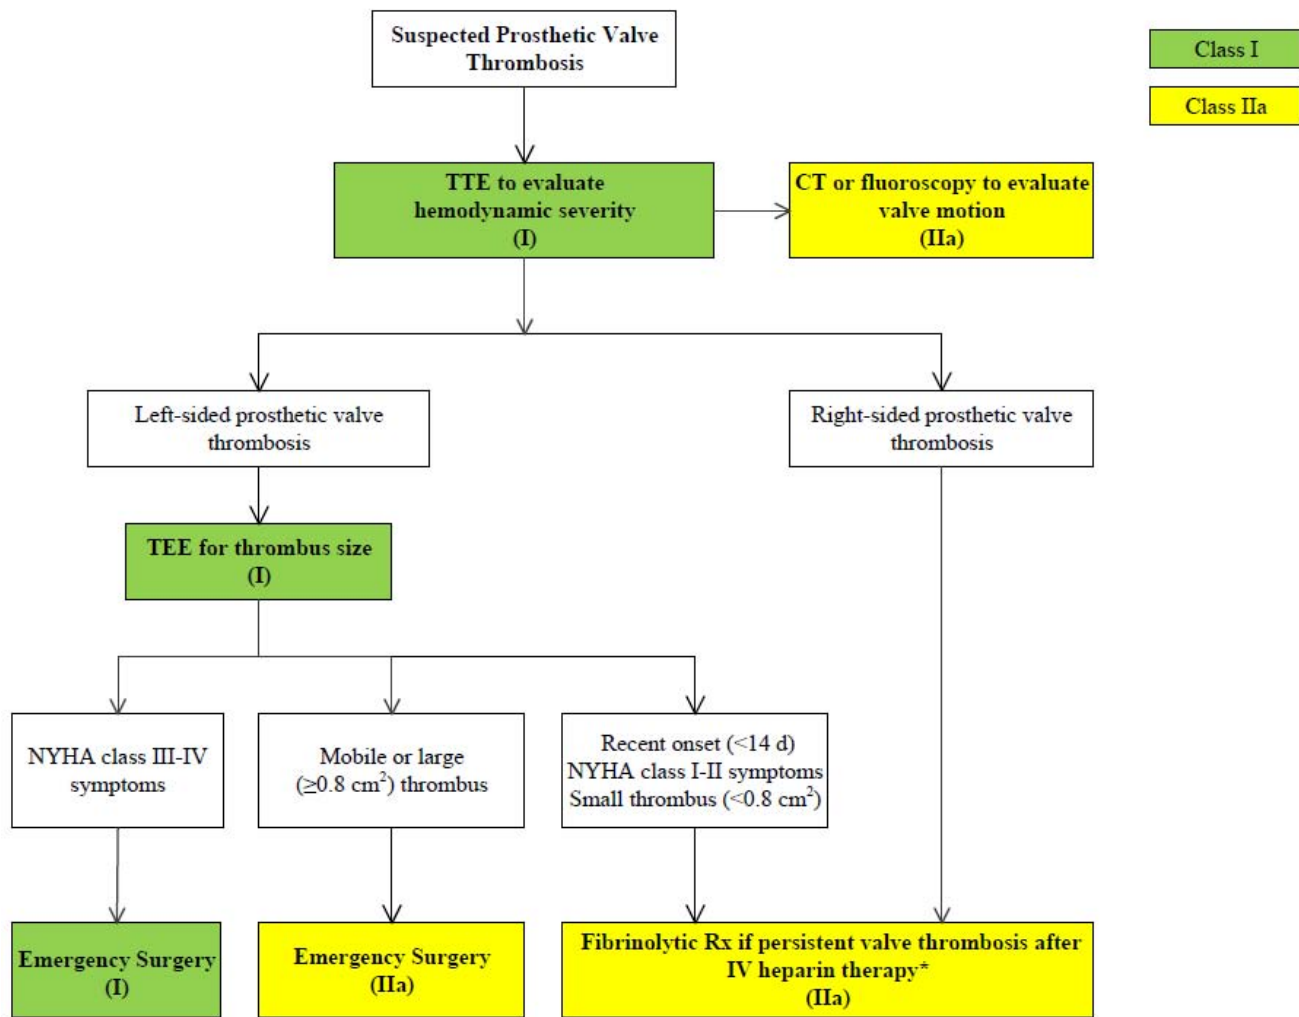 Suspected Prosthetic Valve
Thrombosis
Class I
Class IIa
TTE to evaluate
hemodynamic severity
(I)
CT or fluoroscopy to evaluate
valve motion
(IIa)
Left-sided prosthetic valve
thrombosis
Right-sided prosthetic valve
thrombosis
TEE for thrombus size
(I)
NYHA class III-IV
symptoms
Mobile or large
(≥0.8 cm²) thrombus
Recent onset (<14 d)
NYHA class I-II symptoms
Small thrombus (<0.8 cm²)
Emergency Surgery
(I)
Emergency Surgery
(IIa)
Fibrinolytic Rx if persistent valve thrombosis after
IV heparin therapy*
(IIa)